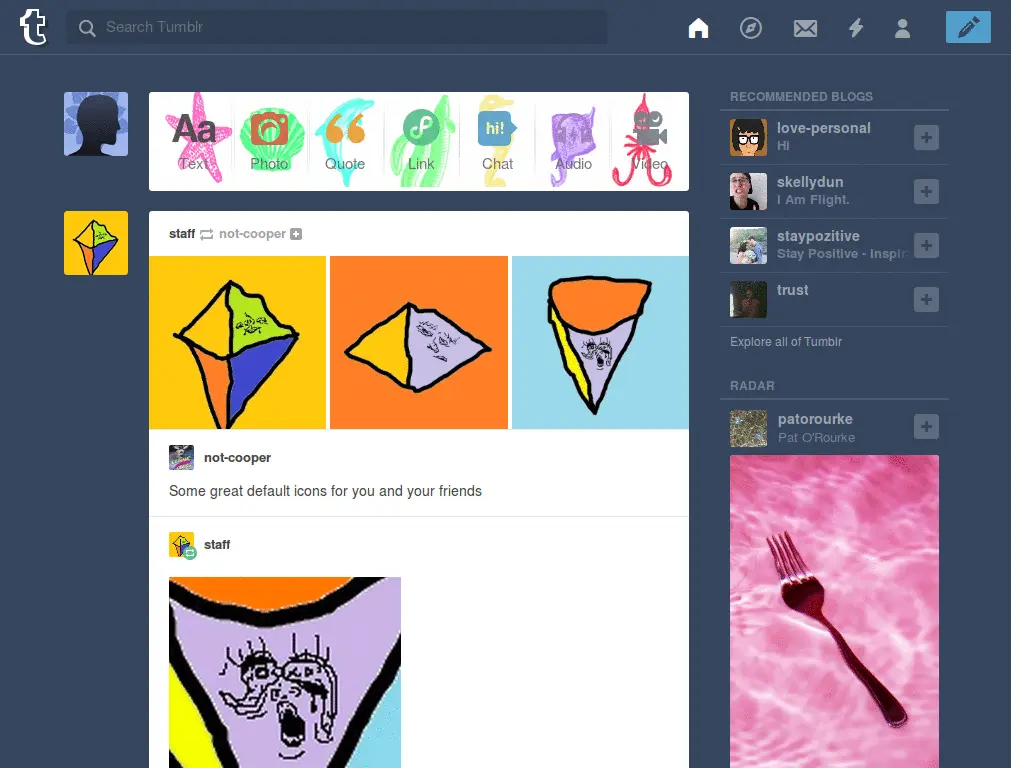 t
Search Tumblr
Aa
hi!
Text
Photo
Quote
Link
Chat
Audio
Video
staff not-cooper
not-cooper
Some great default icons for you and your friends
staff
RECOMMENDED BLOGS
love-personal
Hi
skellydun
I Am Flight.
staypozitive
Stay Positive - Inspir
trust
Explore all of Tumblr
RADAR
patorourke
Pat O'Rourke